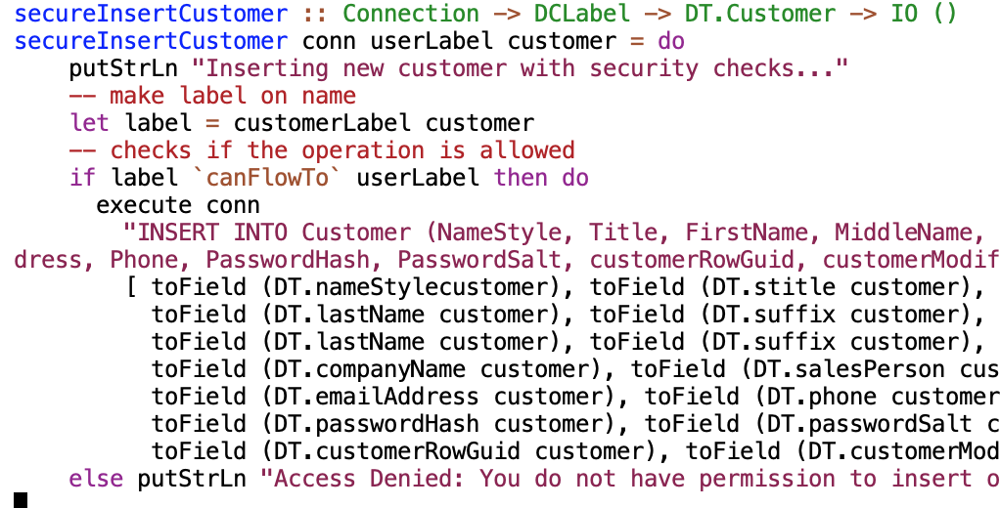 secureInsertCustomer :: Connection -> DCLabel -> DT.Customer -> IO ()
secureInsertCustomer conn userLabel customer = do
    putStrLn "Inserting new customer with security checks..."
    -- make label on name
    let label = customerLabel customer
    -- checks if the operation is allowed
    if label `canFlowTo` userLabel then do
      execute conn
        "INSERT INTO Customer (NameStyle, Title, FirstName, MiddleName,
dress, Phone, PasswordHash, PasswordSalt, customerRowGuid, customerModif
        [ toField (DT.nameStylecustomer), toField (DT.stitle customer),
          toField (DT.lastName customer), toField (DT.suffix customer),
          toField (DT.lastName customer), toField (DT.suffix customer),
          toField (DT.companyName customer), toField (DT.salesPerson cus
          toField (DT.emailAddress customer), toField (DT.phone customer
          toField (DT.passwordHash customer), toField (DT.passwordSalt c
          toField (DT.customerRowGuid customer), toField (DT.customerMod
    else putStrLn "Access Denied: You do not have permission to insert o